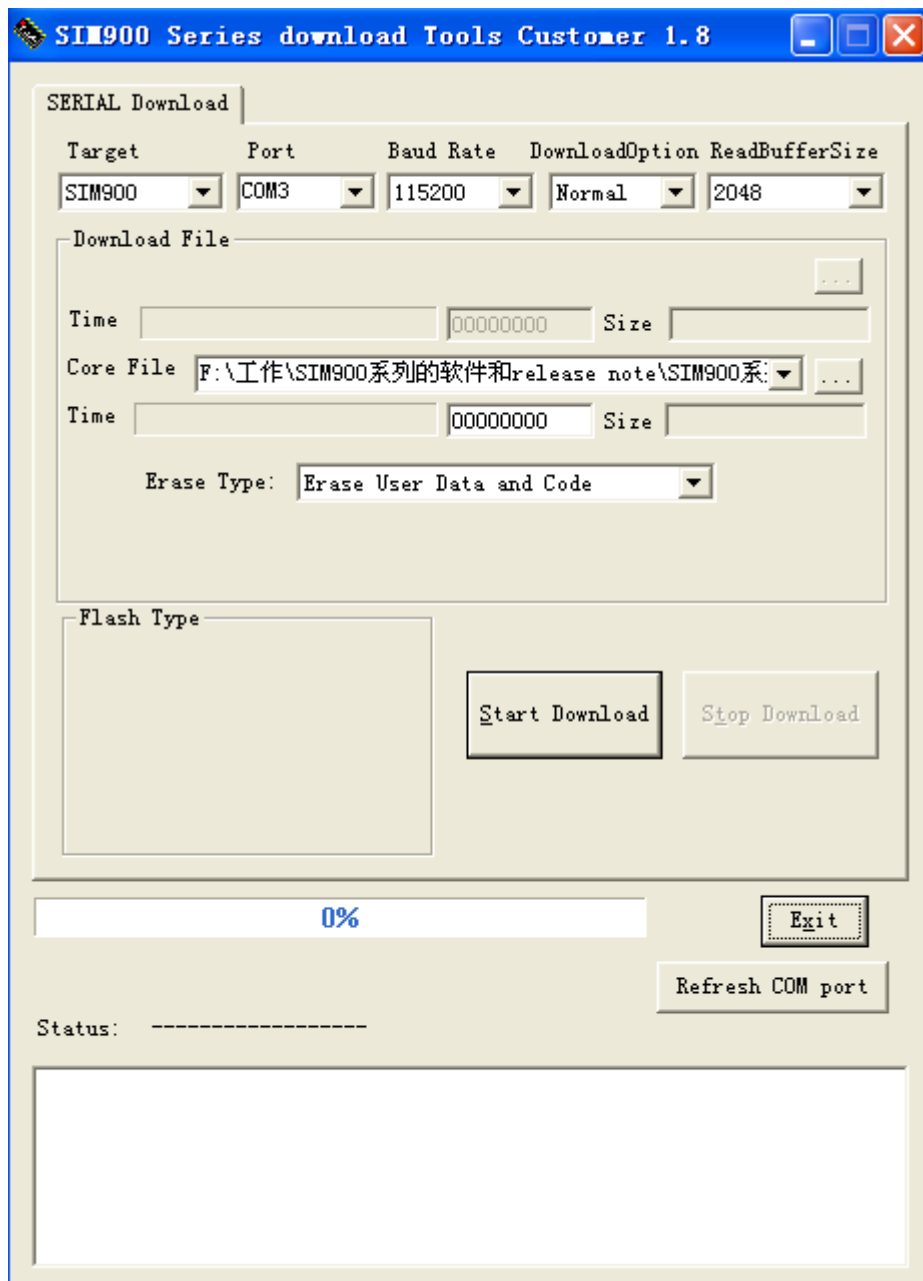 SIM900 Series download Tools Customer 1.8
SERIAL Download
Target Port Baud Rate DownloadOption ReadBufferSize
SIM900 COM3 115200 Normal 2048
Download File
...
Time 00000000 Size
Core File F:\工作\SIM900系列的软件和release note\SIM900系 ...
Time 00000000 Size
Erase Type: Erase User Data and Code
Flash Type
Start Download Stop Download
0% Exit
Refresh COM port
Status: ------------------